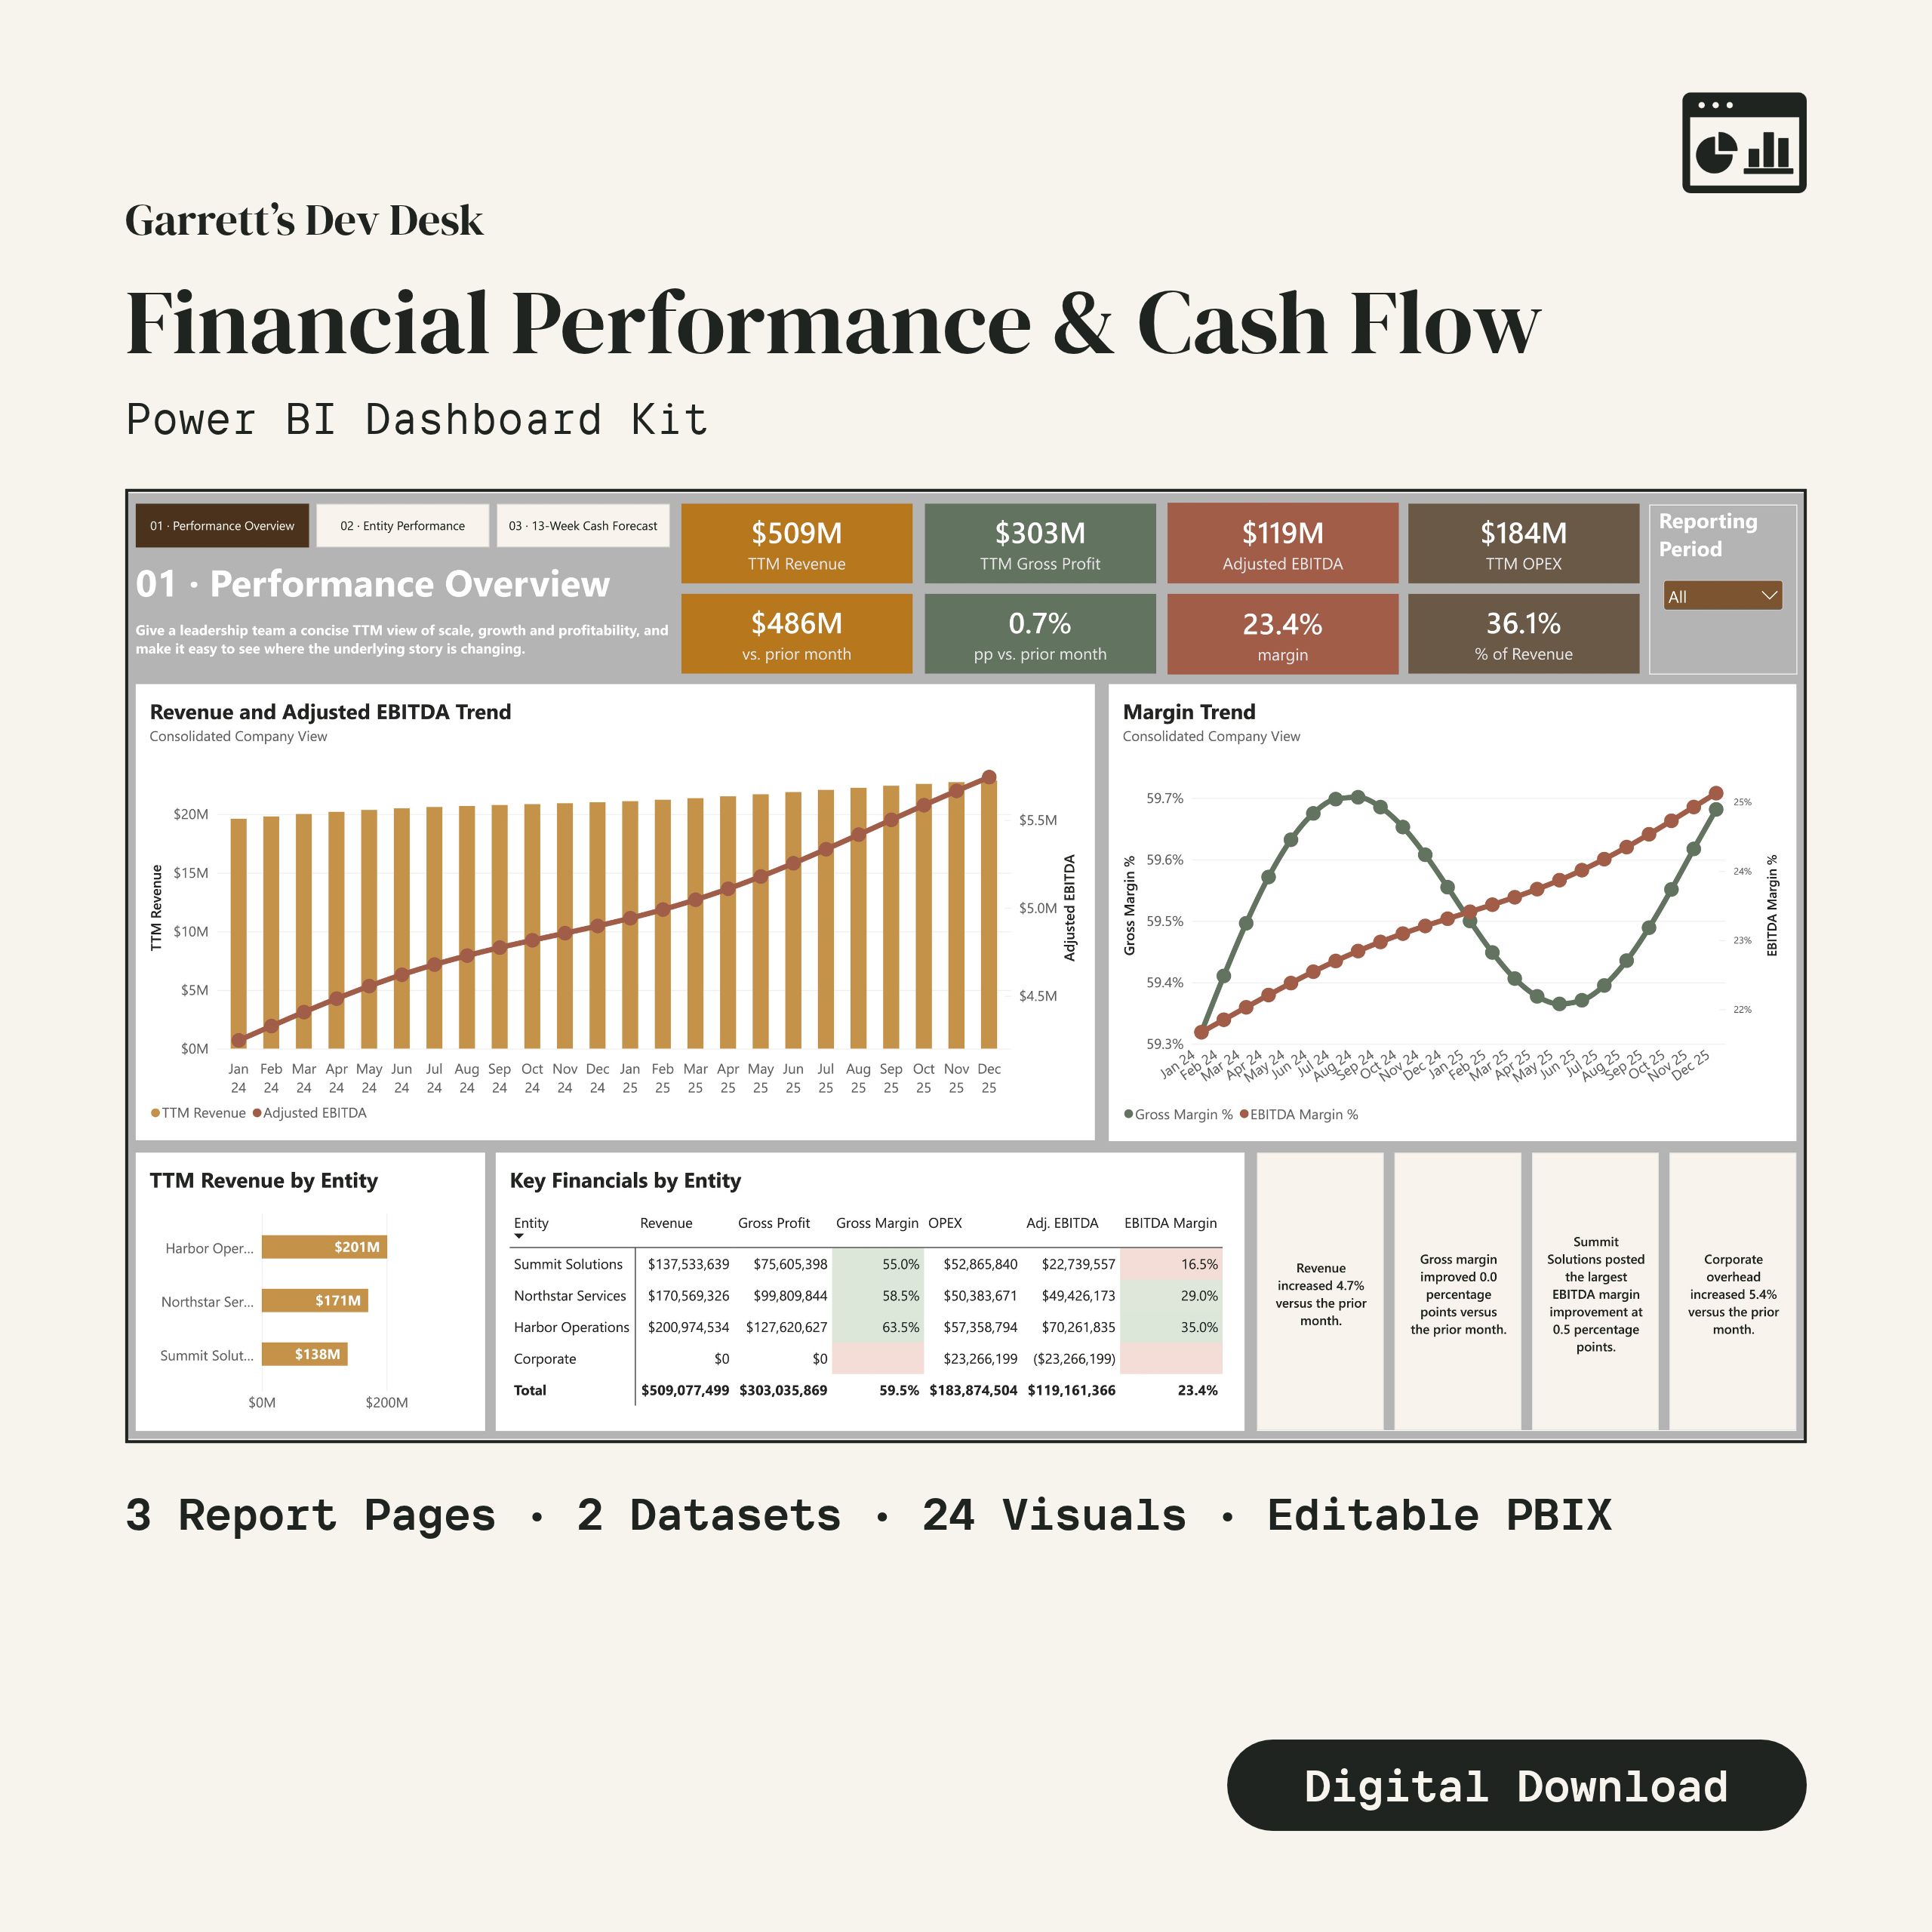 Garrett's Dev Desk
Financial Performance & Cash Flow
Power BI Dashboard Kit
01 · Performance Overview
02 · Entity Performance
03 · 13-Week Cash Forecast
01 · Performance Overview
Give a leadership team a concise TTM view of scale, growth and profitability, and
make it easy to see where the underlying story is changing.
$509M
TTM Revenue
$303M
TTM Gross Profit
$119M
Adjusted EBITDA
$184M
TTM OPEX
$486M
vs. prior month
0.7%
pp vs. prior month
23.4%
margin
36.1%
% of Revenue
Reporting
Period
All
Revenue and Adjusted EBITDA Trend
Consolidated Company View
TTM Revenue
$20M
$15M
$10M
$5M
$0M
$5.5M
$5.0M
$4.5M
Adjusted EBITDA
Jan Feb Mar Apr May Jun Jul Aug Sep Oct Nov Dec Jan Feb Mar Apr May Jun Jul Aug Sep Oct Nov Dec
24 24 24 24 24 24 24 24 24 24 24 24 25 25 25 25 25 25 25 25 25 25 25 25
TTM Revenue Adjusted EBITDA
Margin Trend
Consolidated Company View
Gross Margin %
59.7%
59.6%
59.5%
59.4%
59.3%
25%
24%
23%
22%
EBITDA Margin %
Jan 24 Feb 24 Mar 24 Apr 24 May 24 Jun 24 Jul 24 Aug 24 Sep 24 Oct 24 Nov 24 Dec 24 Jan 25 Feb 25 Mar 25 Apr 25 May 25 Jun 25 Jul 25 Aug 25 Sep 25 Oct 25 Nov 25 Dec 25
Gross Margin % EBITDA Margin %
TTM Revenue by Entity
Harbor Oper... $201M
Northstar Ser... $171M
Summit Solut... $138M
$0M $200M
Key Financials by Entity
Entity Revenue Gross Profit Gross Margin OPEX Adj. EBITDA EBITDA Margin
Summit Solutions $137,533,639 $75,605,398 55.0% $52,865,840 $22,739,557 16.5%
Northstar Services $170,569,326 $99,809,844 58.5% $50,383,671 $49,426,173 29.0%
Harbor Operations $200,974,534 $127,620,627 63.5% $57,358,794 $70,261,835 35.0%
Corporate $0 $0 $23,266,199 ($23,266,199)
Total $509,077,499 $303,035,869 59.5% $183,874,504 $119,161,366 23.4%
Revenue
increased 4.7%
versus the prior
month.
Gross margin
improved 0.0
percentage
points versus
the prior month.
Summit
Solutions posted
the largest
EBITDA margin
improvement at
0.5 percentage
points.
Corporate
overhead
increased 5.4%
versus the prior
month.
3 Report Pages · 2 Datasets · 24 Visuals · Editable PBIX
Digital Download